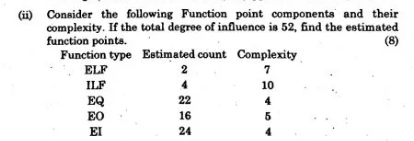 (ii) Consider the following Function point components and their
complexity. If the total degree of influence is 52, find the estimated
function points. (8)
Function type Estimated count Complexity
ELF 2 7
ILF 4 10
EQ 22 4
EO 16 5
EI 24 4